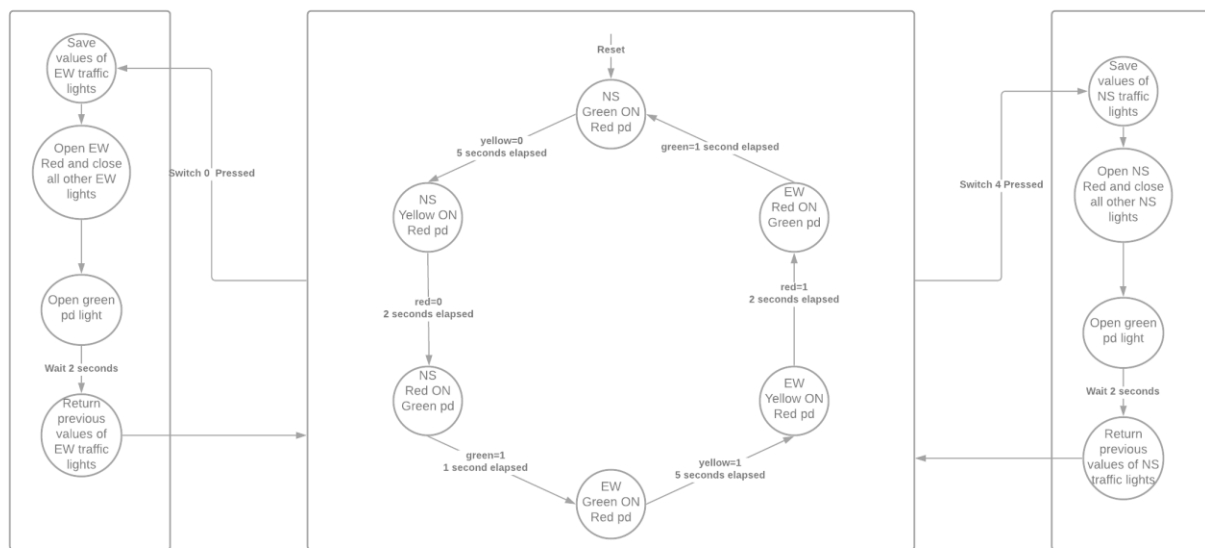 Save
values of
EW traffic
lights
Open EW
Red and close
all other EW
lights
Open green
pd light
Wait 2 seconds
Return
previous
values of
EW traffic
lights
Switch 0 Pressed
Reset
NS
Green ON
Red pd
yellow=0
5 seconds elapsed
NS
Yellow ON
Red pd
red=0
2 seconds elapsed
NS
Red ON
Green pd
green=1
1 second elapsed
EW
Green ON
Red pd
yellow=1
5 seconds elapsed
EW
Yellow ON
Red pd
red=1
2 seconds elapsed
EW
Red ON
Green pd
green=1 second elapsed
Switch 4 Pressed
Save
values of
NS traffic
lights
Open NS
Red and close
all other NS
lights
Open green
pd light
Wait 2 seconds
Return
previous
values of NS
traffic lights